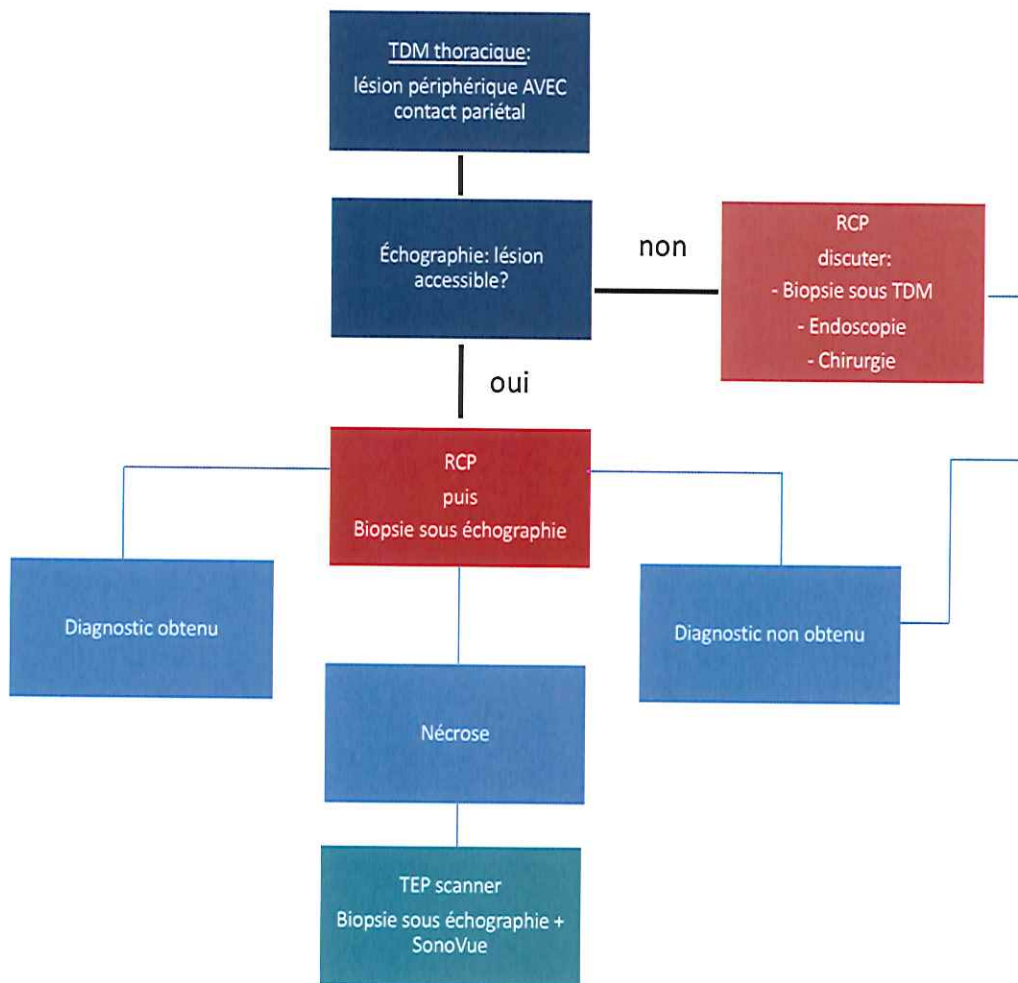 TDM thoracique:
lésion périphérique AVEC
contact pariétal
Échographie: lésion
accessible?
non
RCP
discuter:
- Biopsie sous TDM
- Endoscopie
- Chirurgie
oui
RCP
puis
Biopsie sous échographie
Diagnostic obtenu
Diagnostic non obtenu
Nécrose
TEP scanner
Biopsie sous échographie +
SonoVue